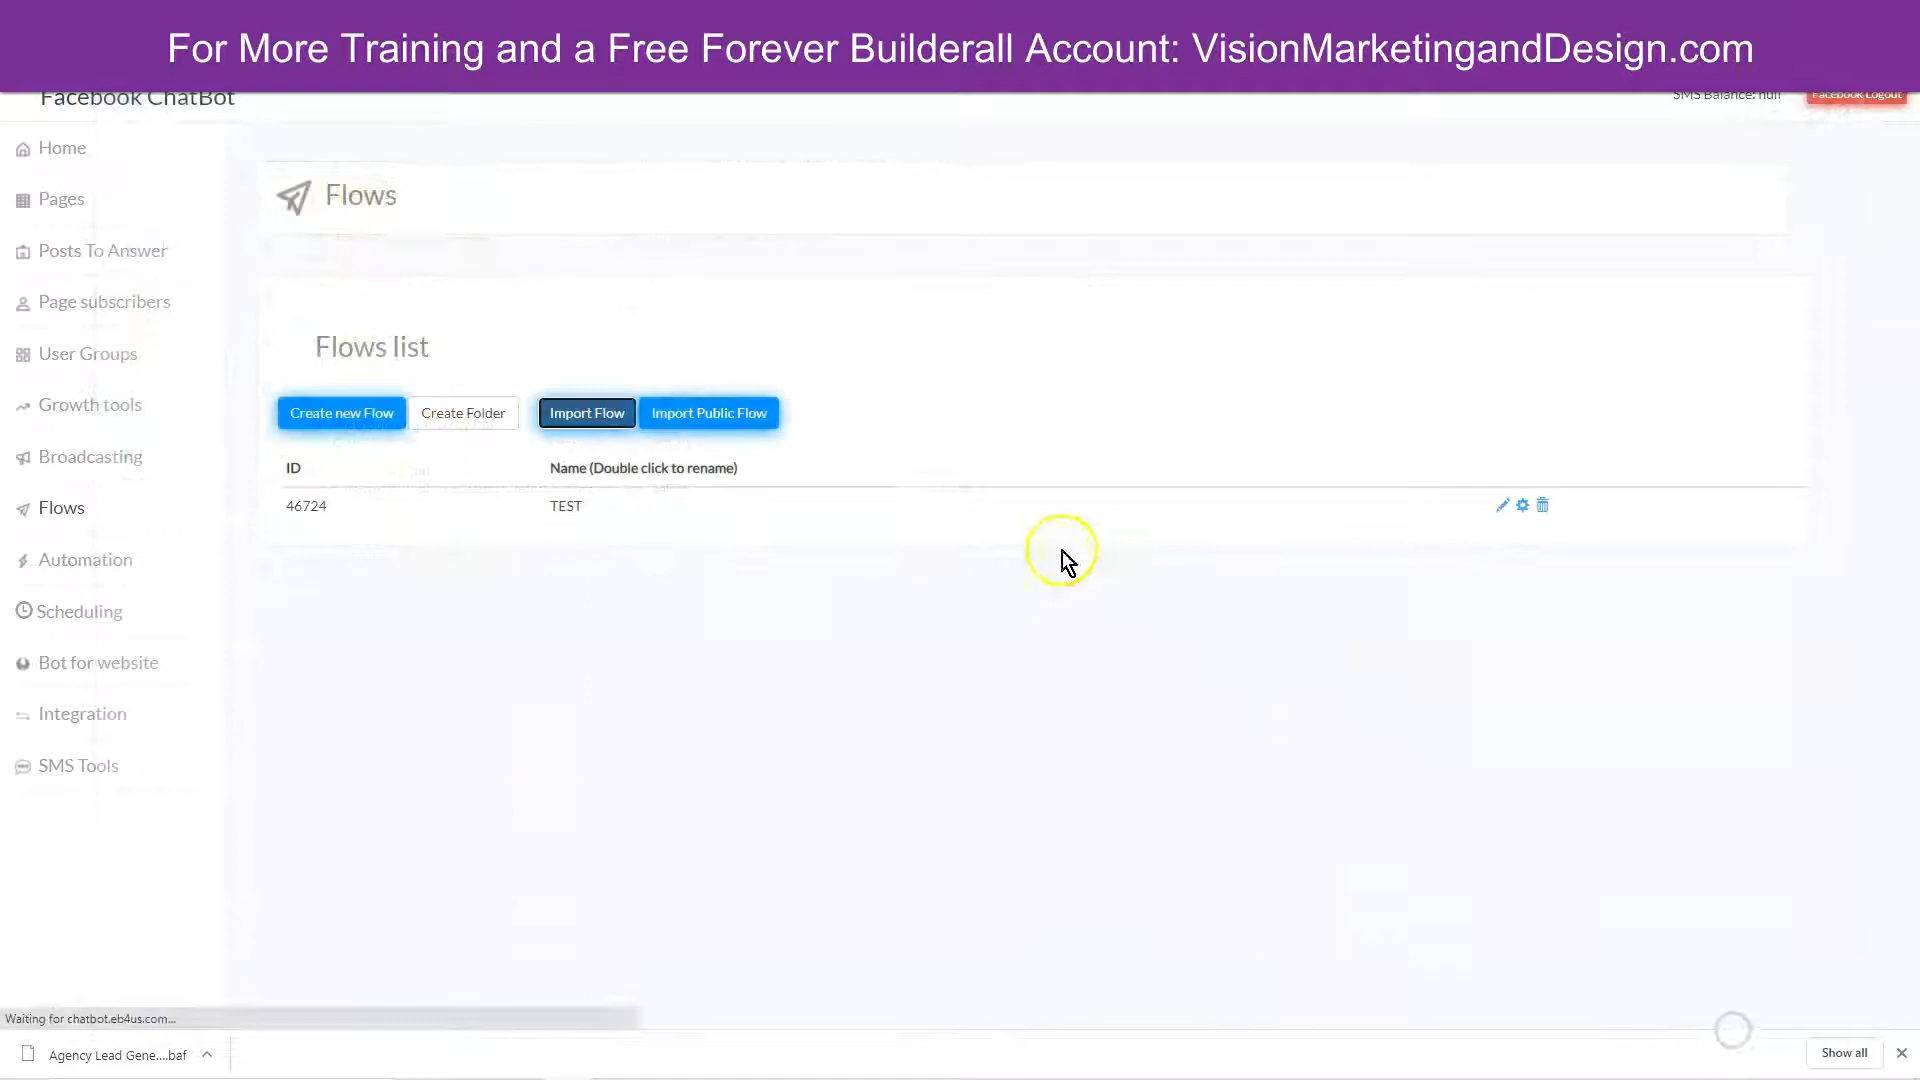 For More Training and a Free Forever Builderall Account: VisionMarketingandDesign.com
Facebook ChatBot
SMS Balance: null
Facebook Logout
Home
Pages
Posts To Answer
Page subscribers
User Groups
Growth tools
Broadcasting
Flows
Automation
Scheduling
Bot for website
Integration
SMS Tools
Flows
Flows list
Create new Flow
Create Folder
Import Flow
Import Public Flow
ID
Name (Double click to rename)
46724
TEST
Waiting for chatbot.eb4us.com...
Agency Lead Gene....baf
Show all